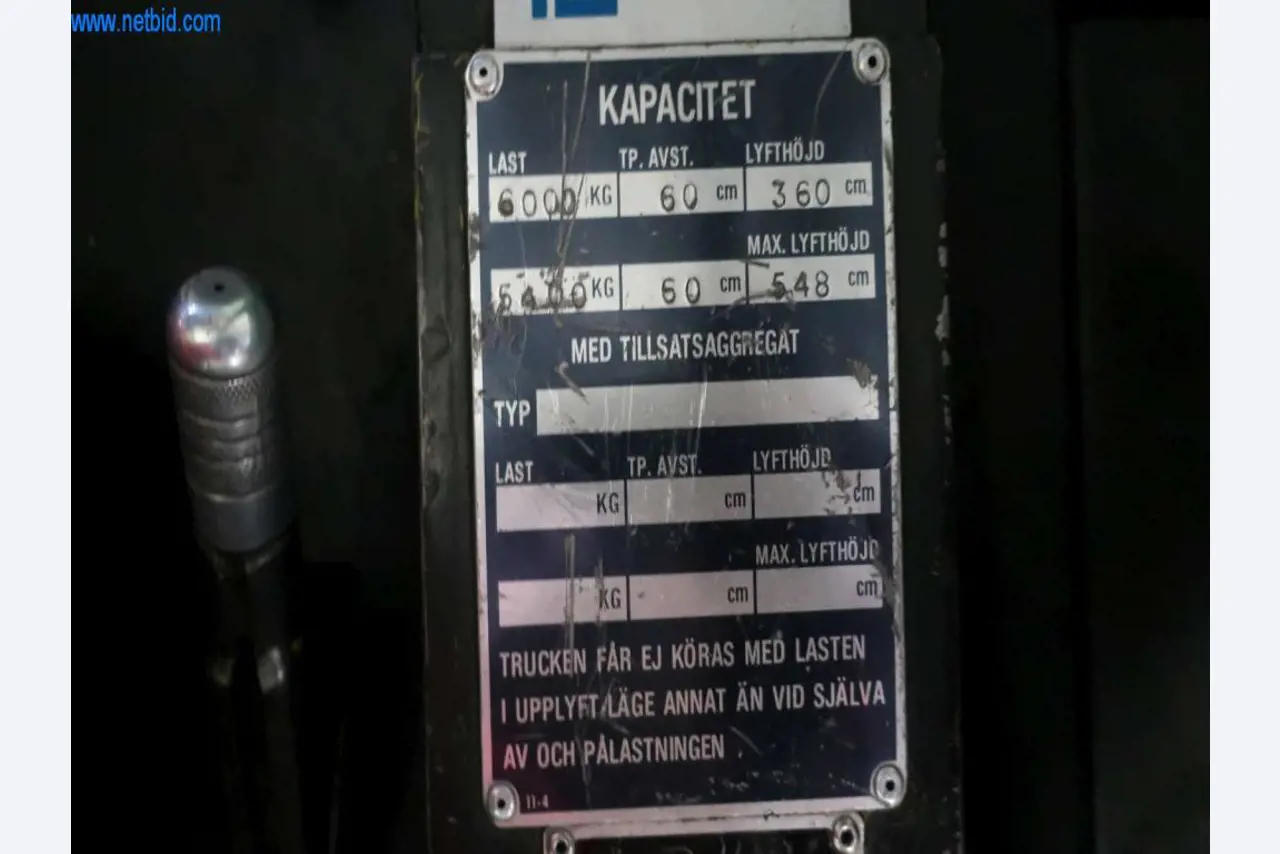 www.netbid.com
KAPACITET
LAST TP. AVST. LYFTHÖJD
6000 KG 60 cm 360 cm
MAX. LYFTHÖJD
5400 KG 60 cm 548 cm
MED TILLSATSAGGREGAT
TYP
LAST TP. AVST. LYFTHÖJD
KG cm cm
MAX. LYFTHÖJD
KG cm cm
TRUCKEN FÅR EJ KÖRAS MED LASTEN
I UPPLYFT LÄGE ANNAT ÄN VID SJÄLVA
AV OCH PÅLASTNINGEN
11-4